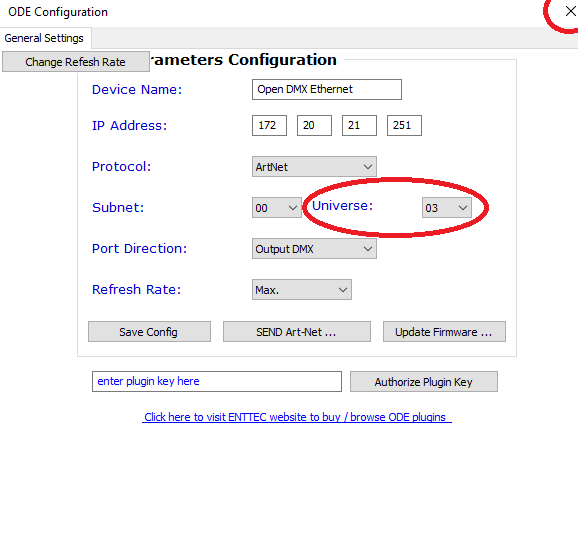 ODE Configuration
General Settings
Change Refesh Rate
rameters Configuration
Device Name: Open DMX Ethernet
IP Address: 172 20 21 251
Protocol: ArtNet
Subnet: 00 Universe: 03
Port Direction: Output DMX
Refresh Rate: Max.
Save Config SEND Art-Net ... Update Firmware ...
enter plugin key here Authorize Plugin Key
Click here to visit ENTTEC website to buy / browse ODE plugins